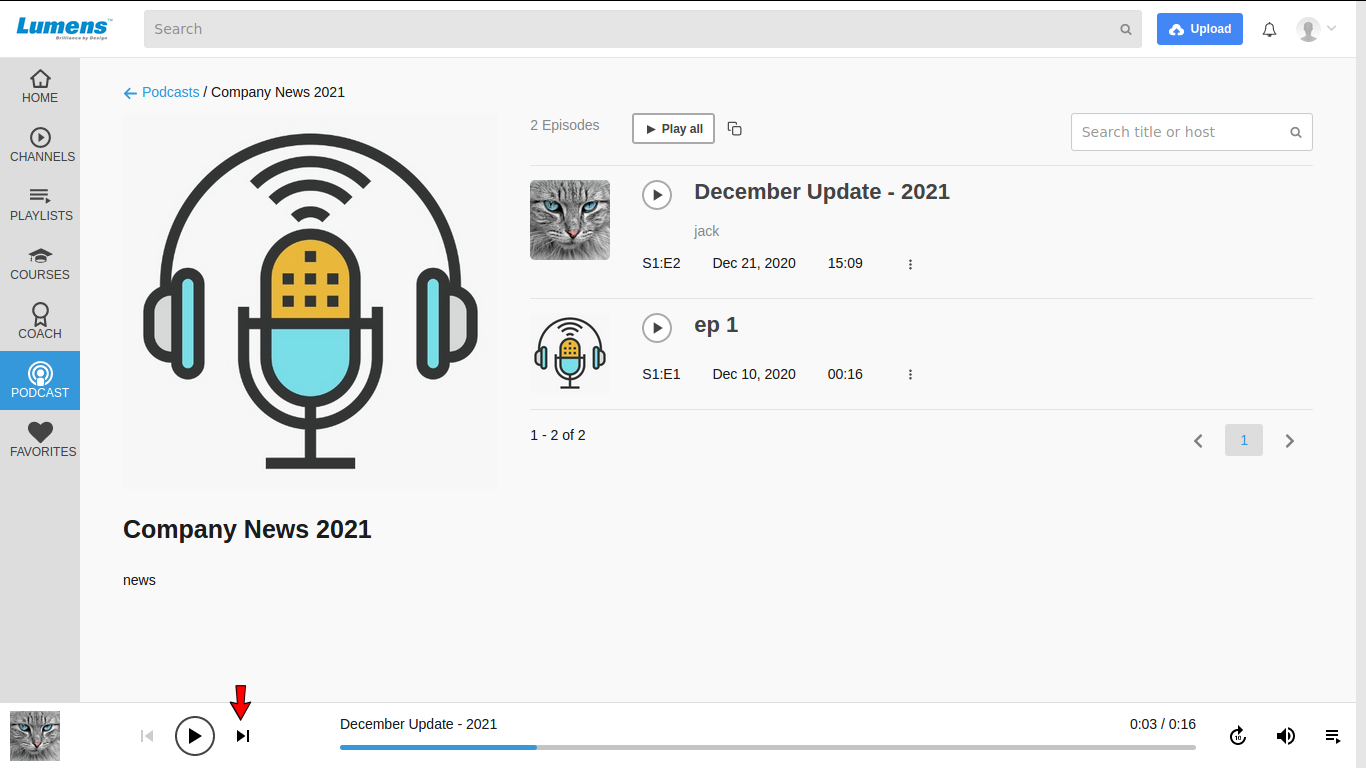 Lumens™
Brilliance by Design
Search
Upload
HOME
CHANNELS
PLAYLISTS
COURSES
COACH
PODCAST
FAVORITES
Podcasts / Company News 2021
2 Episodes
Play all
Search title or host
December Update - 2021
jack
S1:E2 Dec 21, 2020 15:09
ep 1
S1:E1 Dec 10, 2020 00:16
1 - 2 of 2
1
Company News 2021
news
December Update - 2021
0:03 / 0:16
10